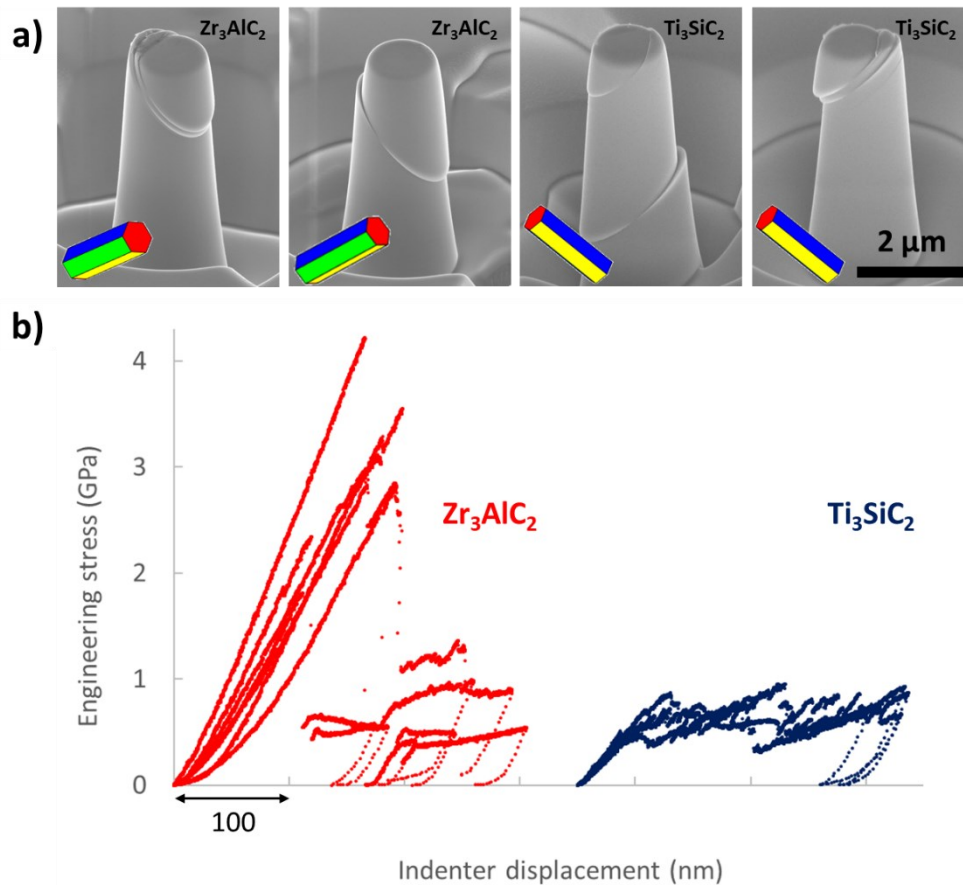 a)
Zr₃AlC₂
Zr₃AlC₂
Ti₃SiC₂
Ti₃SiC₂
2 μm
b)
Engineering stress (GPa)
4
3
2
1
0
Zr₃AlC₂
Ti₃SiC₂
100
Indenter displacement (nm)